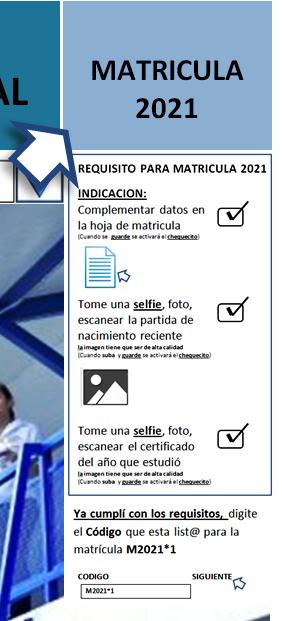 AL
MATRICULA
2021
REQUISITO PARA MATRICULA 2021
INDICACION:
Complementar datos en
la hoja de matricula
(Cuando se guarde se activará el chequecito)
Tome una selfie, foto,
escanear la partida de
nacimiento reciente
la imagen tiene que ser de alta calidad
(Cuando suba y guarde se activará el chequecito)
Tome una selfie, foto,
escanear el certificado
del año que estudió
la imagen tiene que ser de alta calidad
(Cuando suba y guarde se activará el chequecito)
Ya cumplí con los requisitos, digite
el Código que esta list@ para la
matrícula M2021*1
CODIGO SIGUIENTE
M2021*1